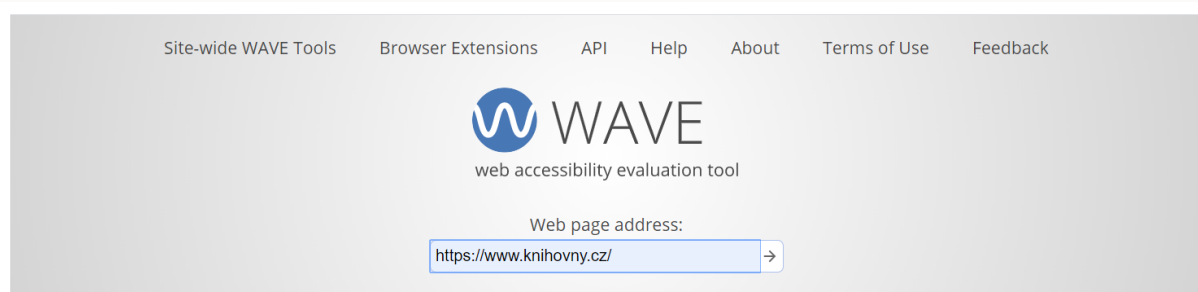 Site-wide WAVE Tools Browser Extensions API Help About Terms of Use Feedback
WAVE
web accessibility evaluation tool
Web page address:
https://www.knihovny.cz/